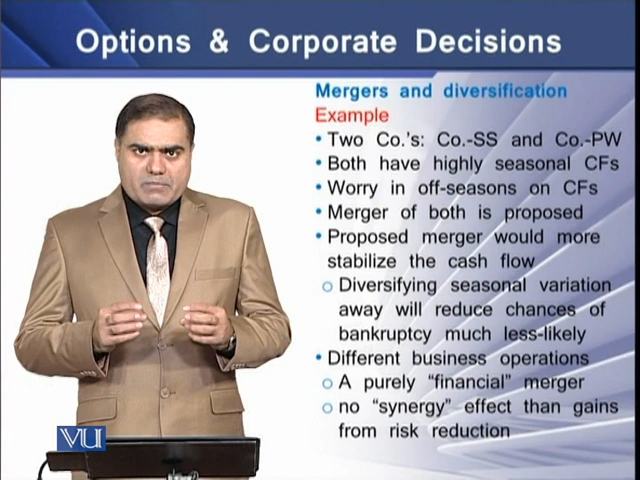 Options & Corporate Decisions
Mergers and diversification
Example
• Two Co.'s: Co.-SS and Co.-PW
• Both have highly seasonal CFs
• Worry in off-seasons on CFs
• Merger of both is proposed
• Proposed merger would more
stabilize the cash flow
o Diversifying seasonal variation
away will reduce chances of
bankruptcy much less-likely
• Different business operations
o A purely “financial” merger
o no “synergy” effect than gains
from risk reduction
VU